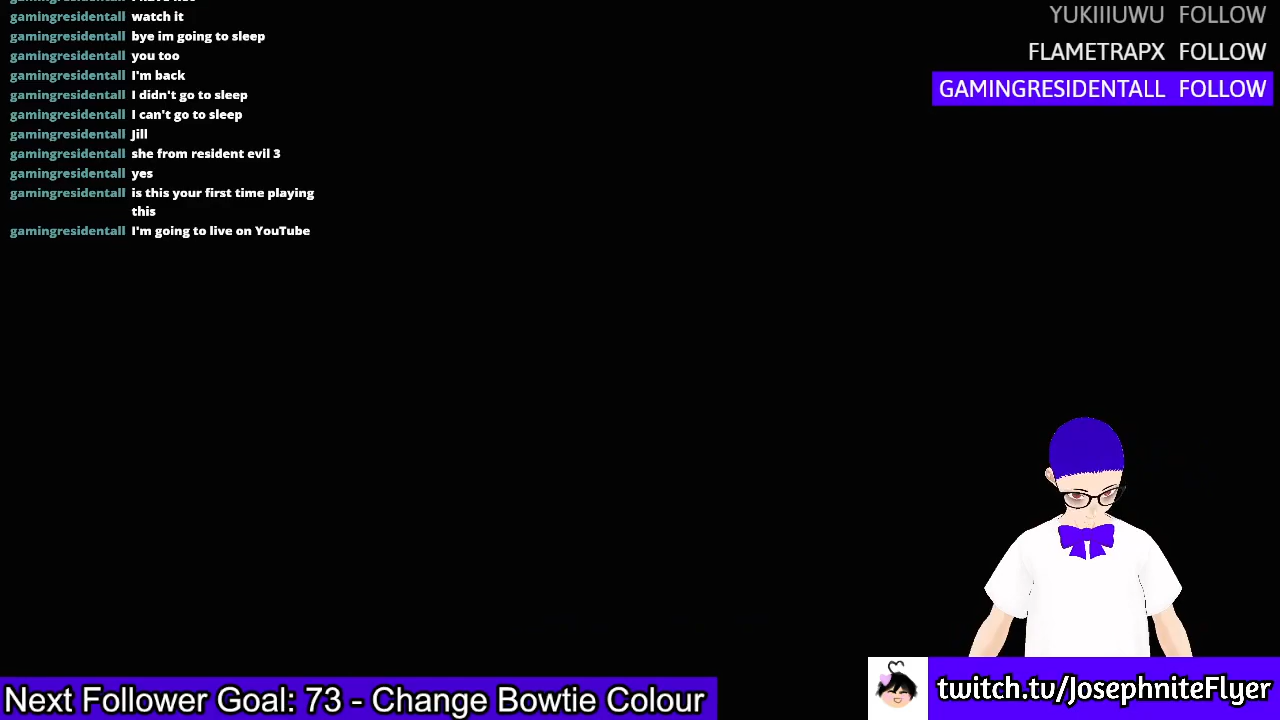 gamingresidentall watch it
gamingresidentall bye im going to sleep
gamingresidentall you too
gamingresidentall I'm back
gamingresidentall I didn't go to sleep
gamingresidentall I can't go to sleep
gamingresidentall Jill
gamingresidentall she from resident evil 3
gamingresidentall yes
gamingresidentall is this your first time playing
this
gamingresidentall I'm going to live on YouTube
YUKIIIUWU FOLLOW
FLAMETRAPX FOLLOW
GAMINGRESIDENTALL FOLLOW
Next Follower Goal: 73 - Change Bowtie Colour
twitch.tv/JosephniteFlyer